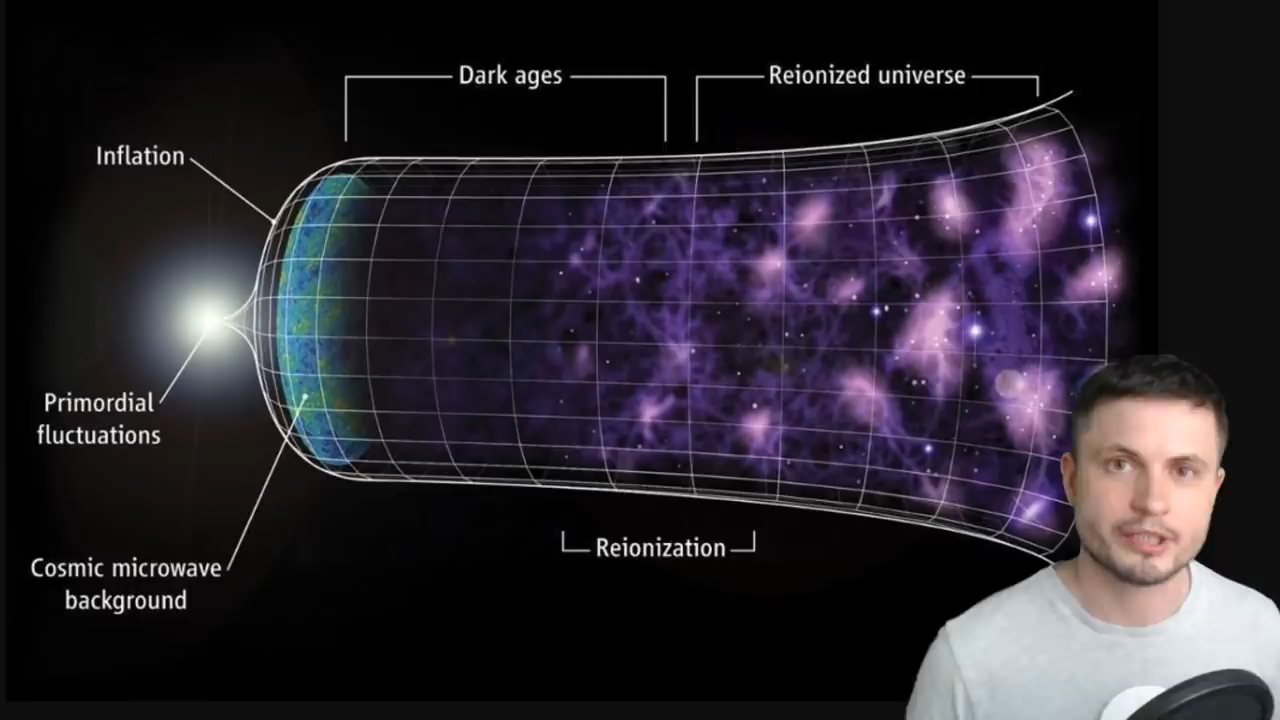 Dark ages
Reionized universe
Inflation
Primordial
fluctuations
Reionization
Cosmic microwave
background